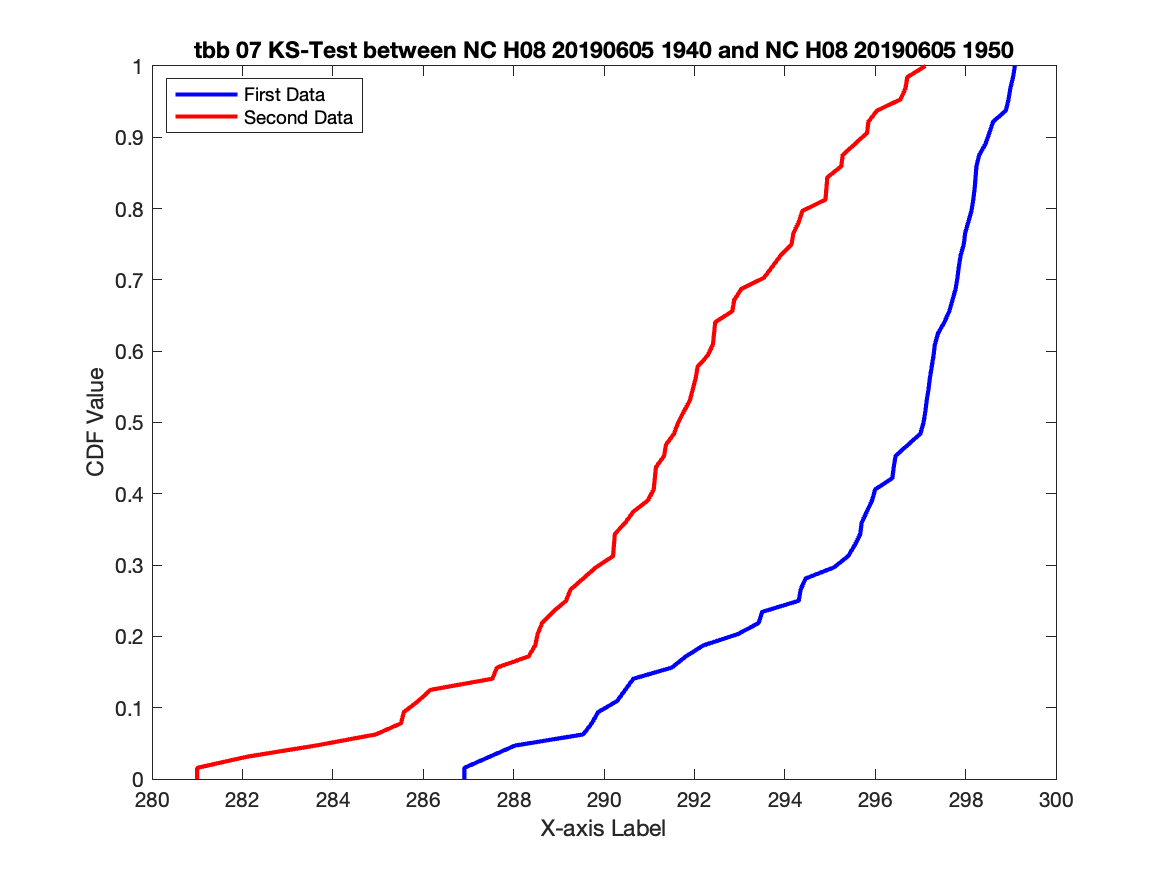 tbb 07 KS-Test between NC H08 20190605 1940 and NC H08 20190605 1950
First Data
Second Data
1
0.9
0.8
0.7
0.6
0.5
0.4
0.3
0.2
0.1
0
CDF Value
280 282 284 286 288 290 292 294 296 298 300
X-axis Label